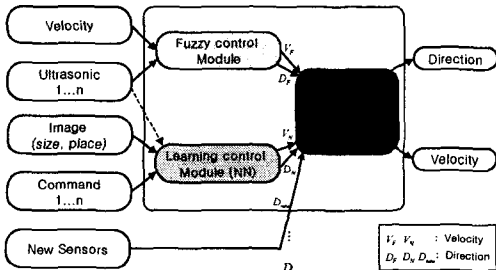 Velocity
Ultrasonic
1...n
Image
(size, place)
Command
1...n
New Sensors
Fuzzy control
Module
Learning control
Module (NN)
V_F
D_F
V_N
D_N
D_new
⋮
D
Direction
Velocity
V_F V_N : Velocity
D_F D_N D_new : Direction